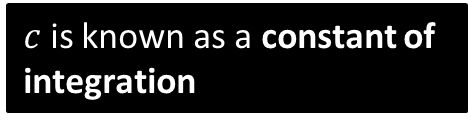 c is known as a constant of
integration